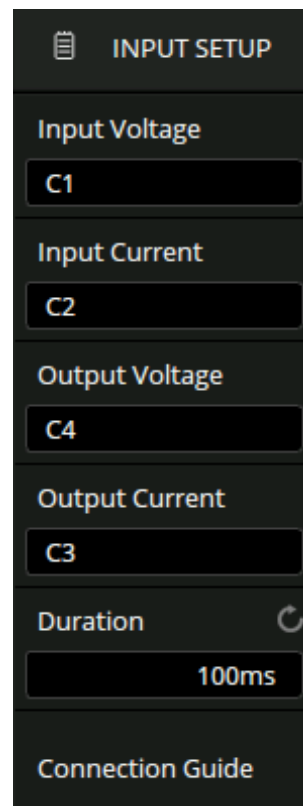 INPUT SETUP
Input Voltage
C1
Input Current
C2
Output Voltage
C4
Output Current
C3
Duration
100ms
Connection Guide